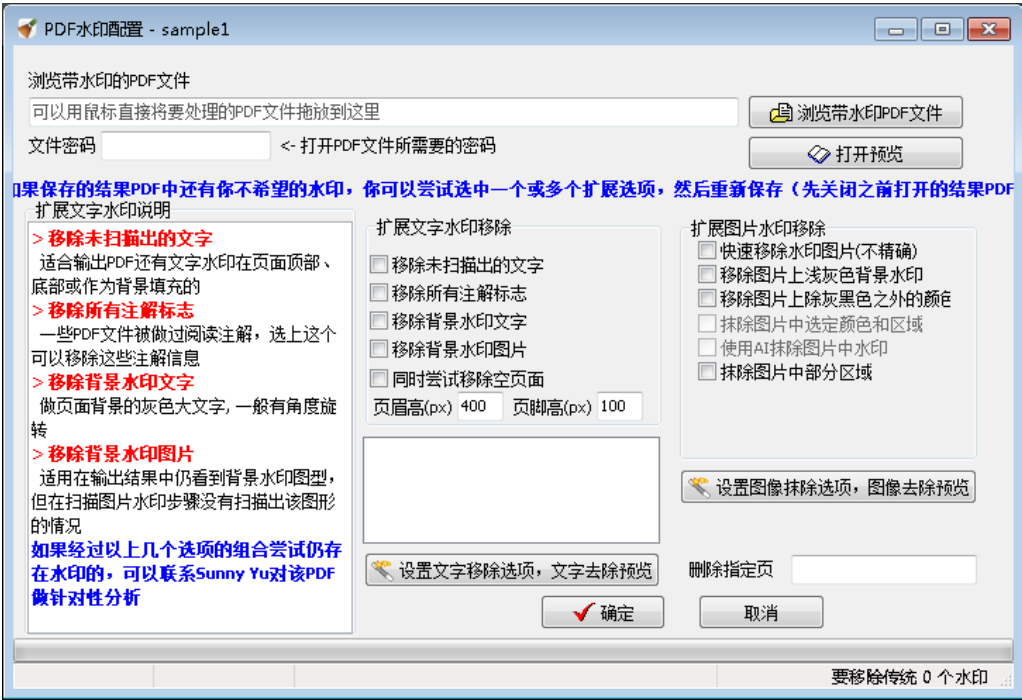 PDF水印配置 - sample1
浏览带水印的PDF文件
可以用鼠标直接将要处理的PDF文件拖放到这里
浏览带水印PDF文件
文件密码
<- 打开PDF文件所需要的密码
打开预览
如果保存的结果PDF中还有你不希望的水印，你可以尝试选中一个或多个扩展选项，然后重新保存（先关闭之前打开的结果PDF
扩展文字水印说明
> 移除未扫描出的文字
适合输出PDF还有文字水印在页面顶部、
底部或作为背景填充的
> 移除所有注解标志
一些PDF文件被做过阅读注解，选上这个
可以移除这些注解信息
> 移除背景水印文字
做页面背景的灰色大文字, 一般有角度旋
转
> 移除背景水印图片
适用在输出结果中仍看到背景水印图型，
但在扫描图片水印步骤没有扫描出该图形
的情况
如果经过以上几个选项的组合尝试仍存
在水印的，可以联系Sunny Yu对该PDF
做针对性分析
扩展文字水印移除
移除未扫描出的文字
移除所有注解标志
移除背景水印文字
移除背景水印图片
同时尝试移除空页面
页眉高(px) 400 页脚高(px) 100
设置文字移除选项，文字去除预览
扩展图片水印移除
快速移除水印图片(不精确)
移除图片上浅灰色背景水印
移除图片上除灰黑色之外的颜色
抹除图片中选定颜色和区域
使用AI抹除图片中水印
抹除图片中部分区域
设置图像抹除选项，图像去除预览
删除指定页
确定
取消
要移除传统 0 个水印